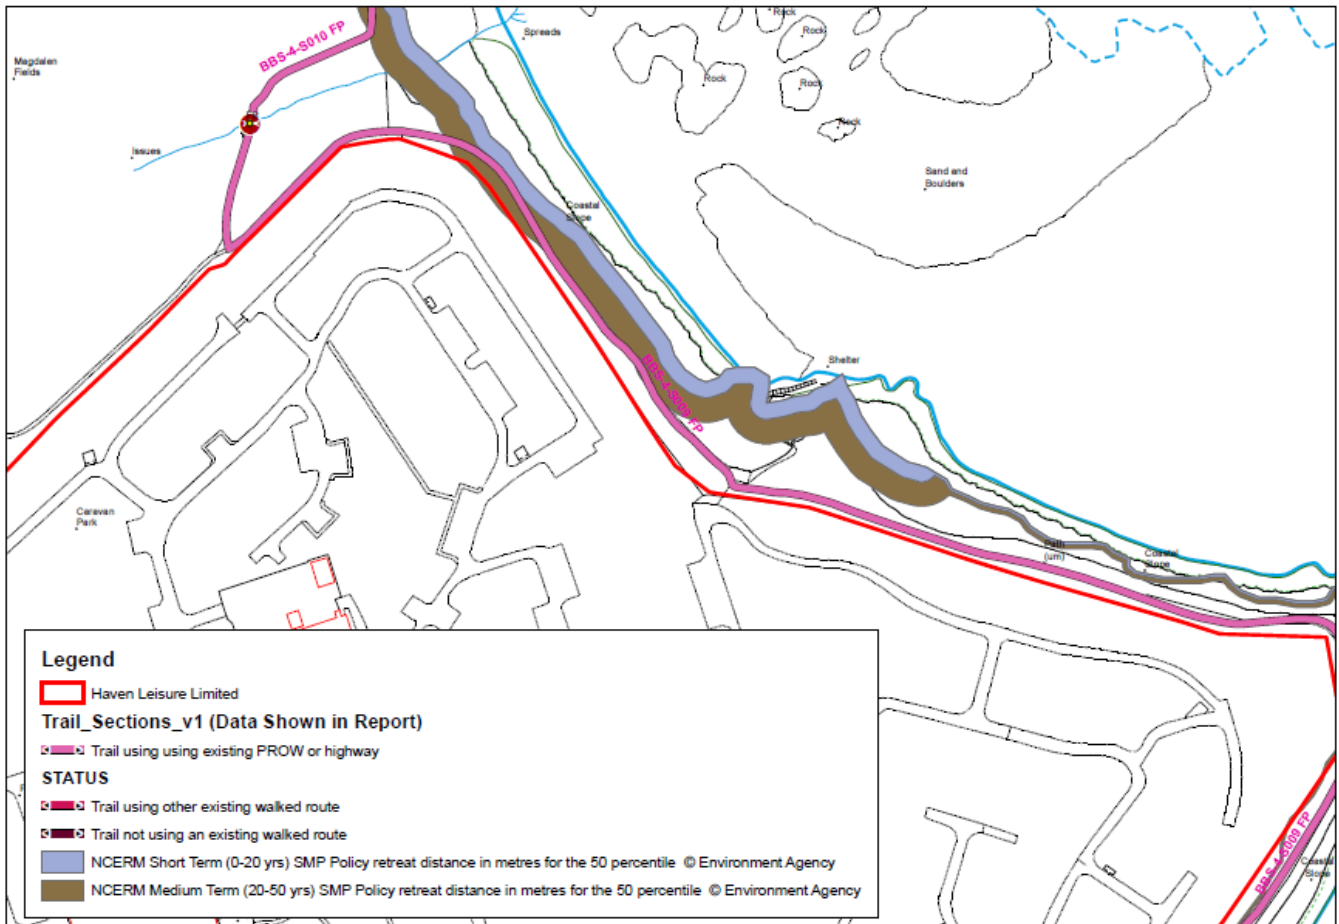 Rock
Spreads
Rock
BBS-4-S010 FP
Magdalen
Fields
Rock
Rock
Rock
Issues
Sand and
Boulders
Coastal
Slope
Shelter
BBS-4-S009 FP
Caravan
Park
Path
(um)
Coastal
Slope
Legend
Haven Leisure Limited
Trail_Sections_v1 (Data Shown in Report)
Trail using using existing PROW or highway
STATUS
Trail using other existing walked route
Trail not using an existing walked route
NCERM Short Term (0-20 yrs) SMP Policy retreat distance in metres for the 50 percentile © Environment Agency
NCERM Medium Term (20-50 yrs) SMP Policy retreat distance in metres for the 50 percentile © Environment Agency
BBS-4-S009 FP
Coastal
Slope